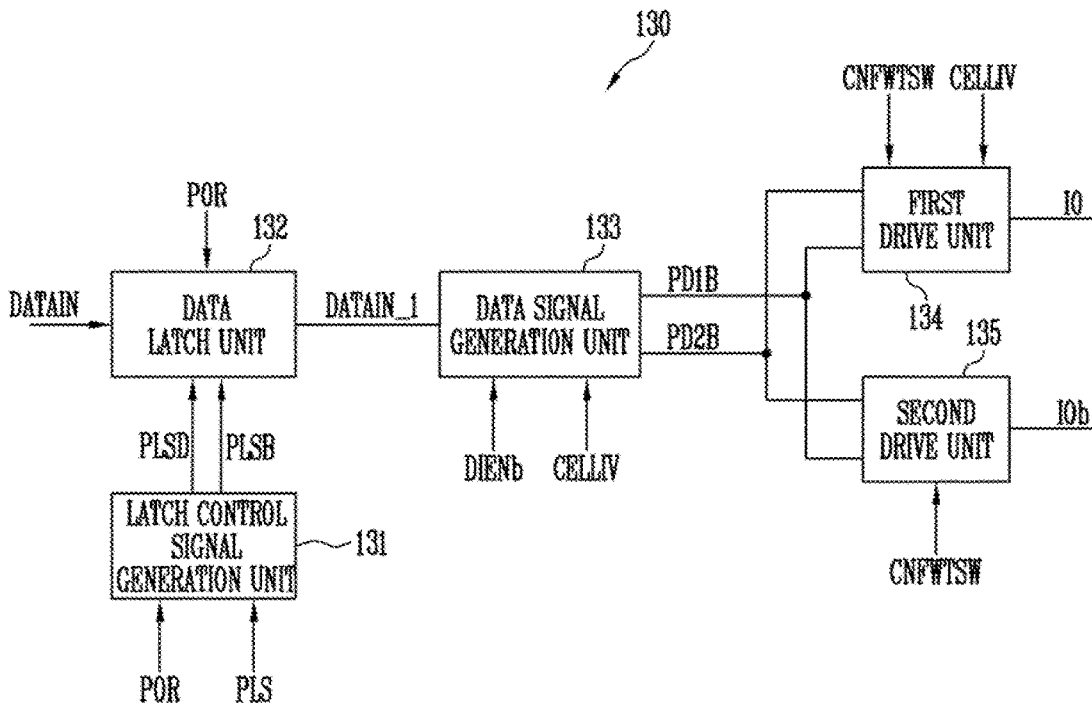 130
CNFWTSW
CELLIV
POR
132
133
FIRST
DRIVE UNIT
IO
134
DATAIN
DATA
LATCH UNIT
DATAIN_1
DATA SIGNAL
GENERATION UNIT
PD1B
PD2B
135
SECOND
DRIVE UNIT
IOb
PLSD
PLSB
DIENb
CELLIV
CNFWTSW
LATCH CONTROL
SIGNAL
GENERATION UNIT
131
POR
PLS